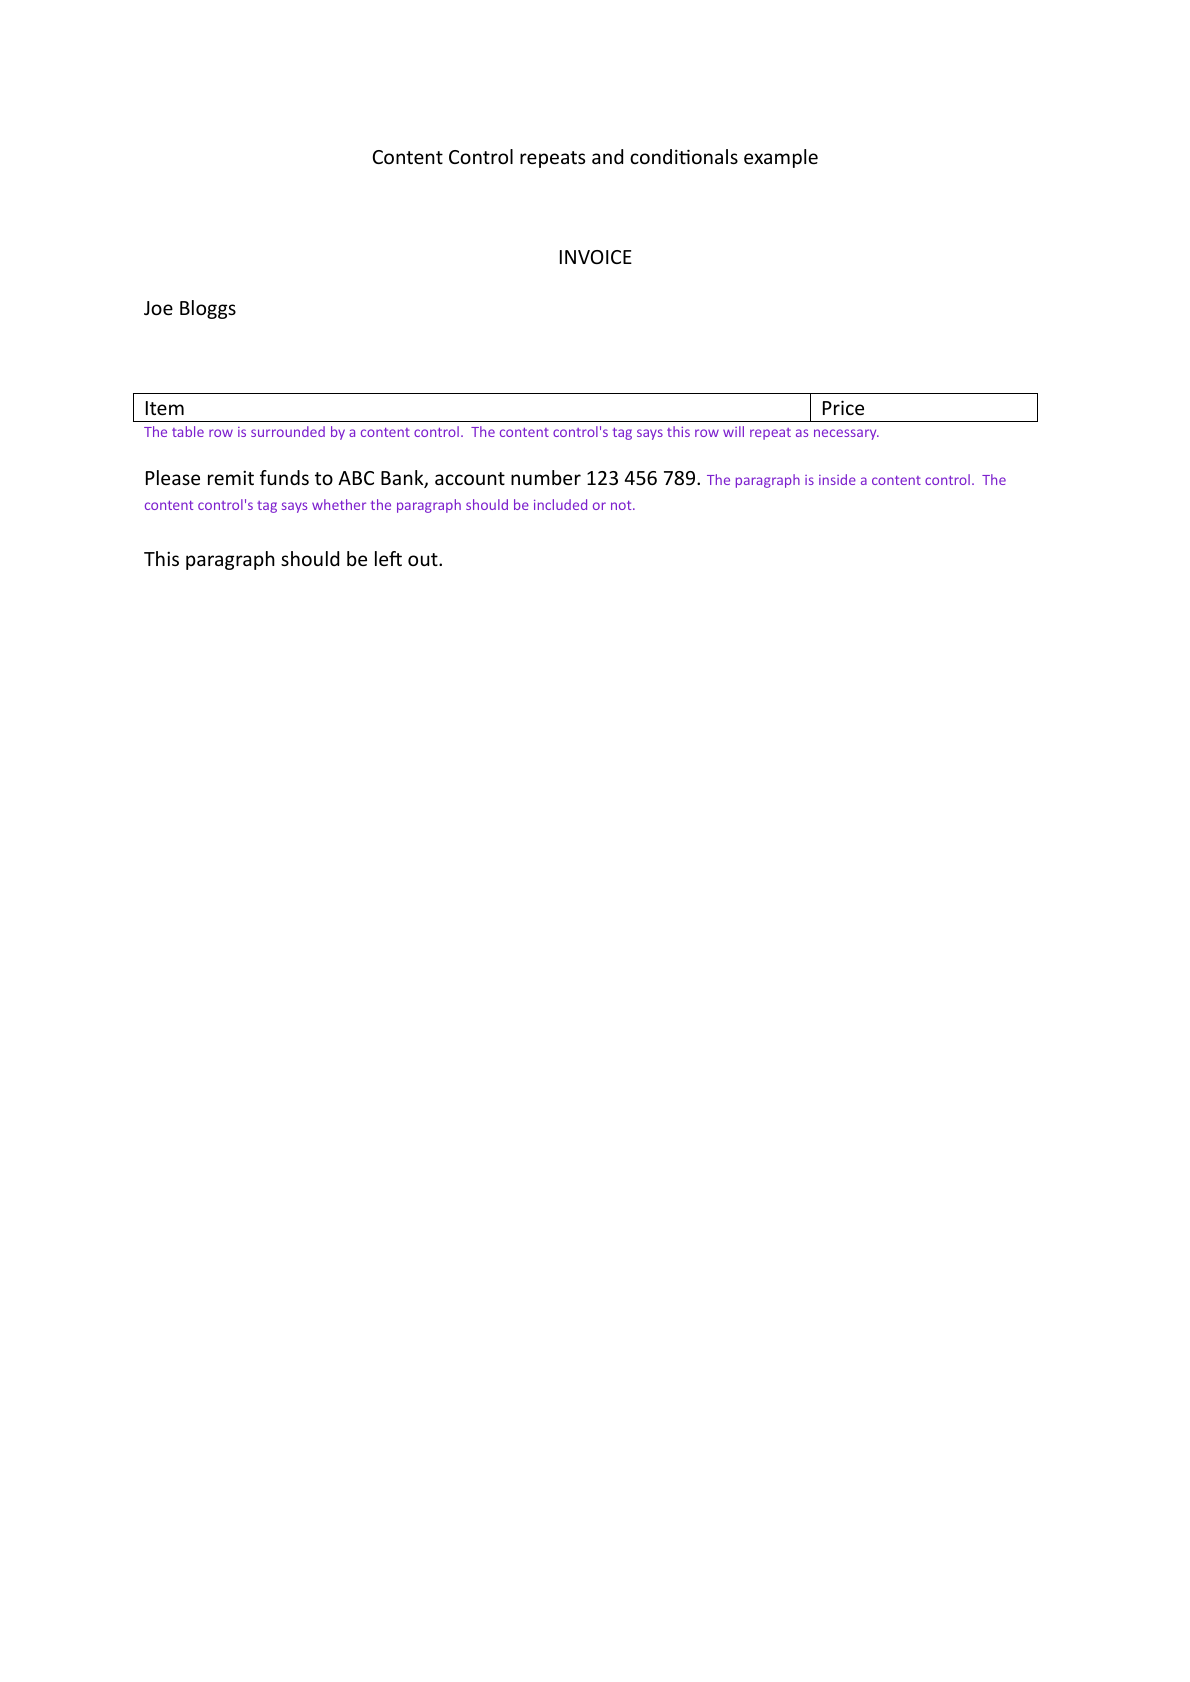 Content Control repeats and conditionals example
INVOICE
Joe Bloggs
Item Price
The table row is surrounded by a content control.  The content control's tag says this row will repeat as necessary.
Please remit funds to ABC Bank, account number 123 456 789. The paragraph is inside a content control.  The
content control's tag says whether the paragraph should be included or not.
This paragraph should be left out.